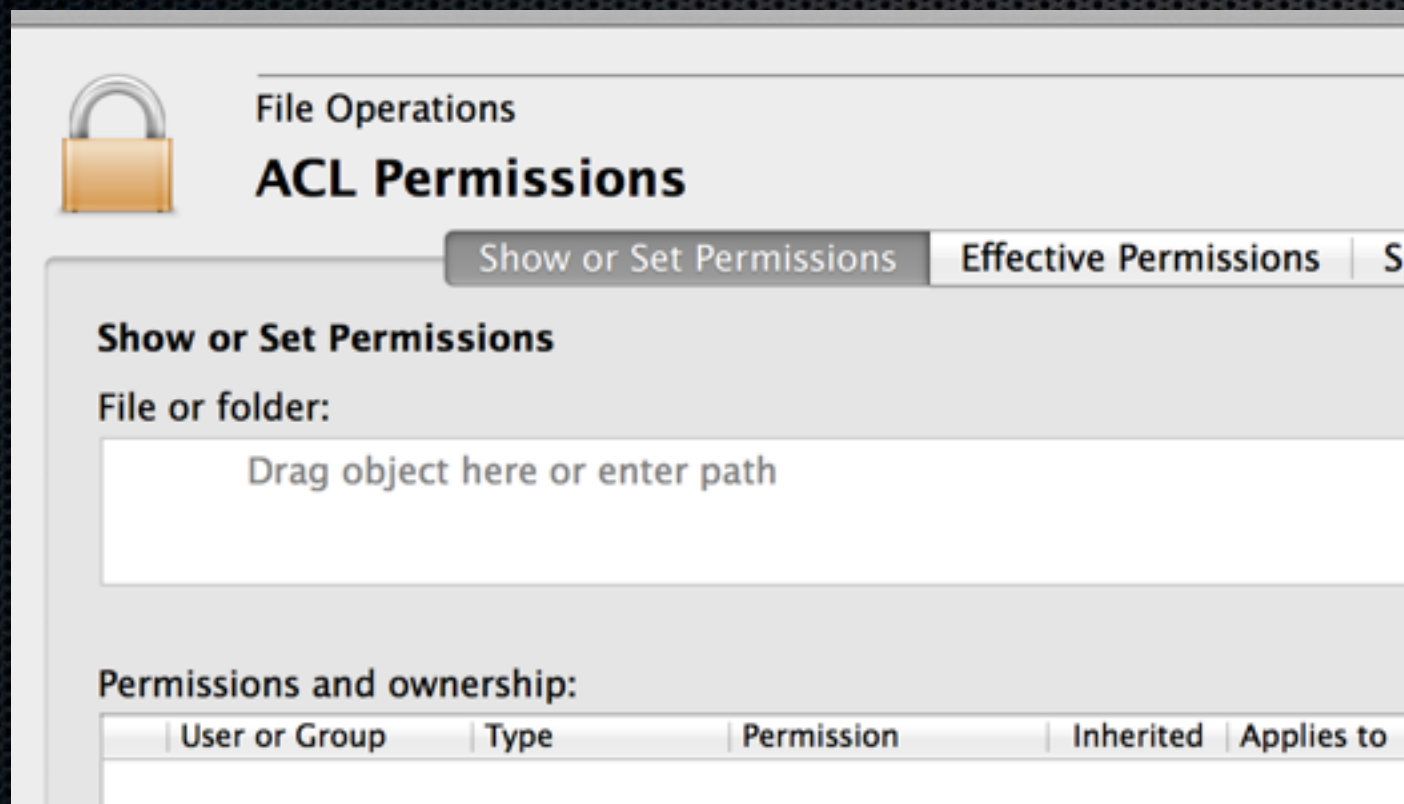 File Operations
ACL Permissions
Show or Set Permissions Effective Permissions S
Show or Set Permissions
File or folder:
Drag object here or enter path
Permissions and ownership:
User or Group Type Permission Inherited Applies to